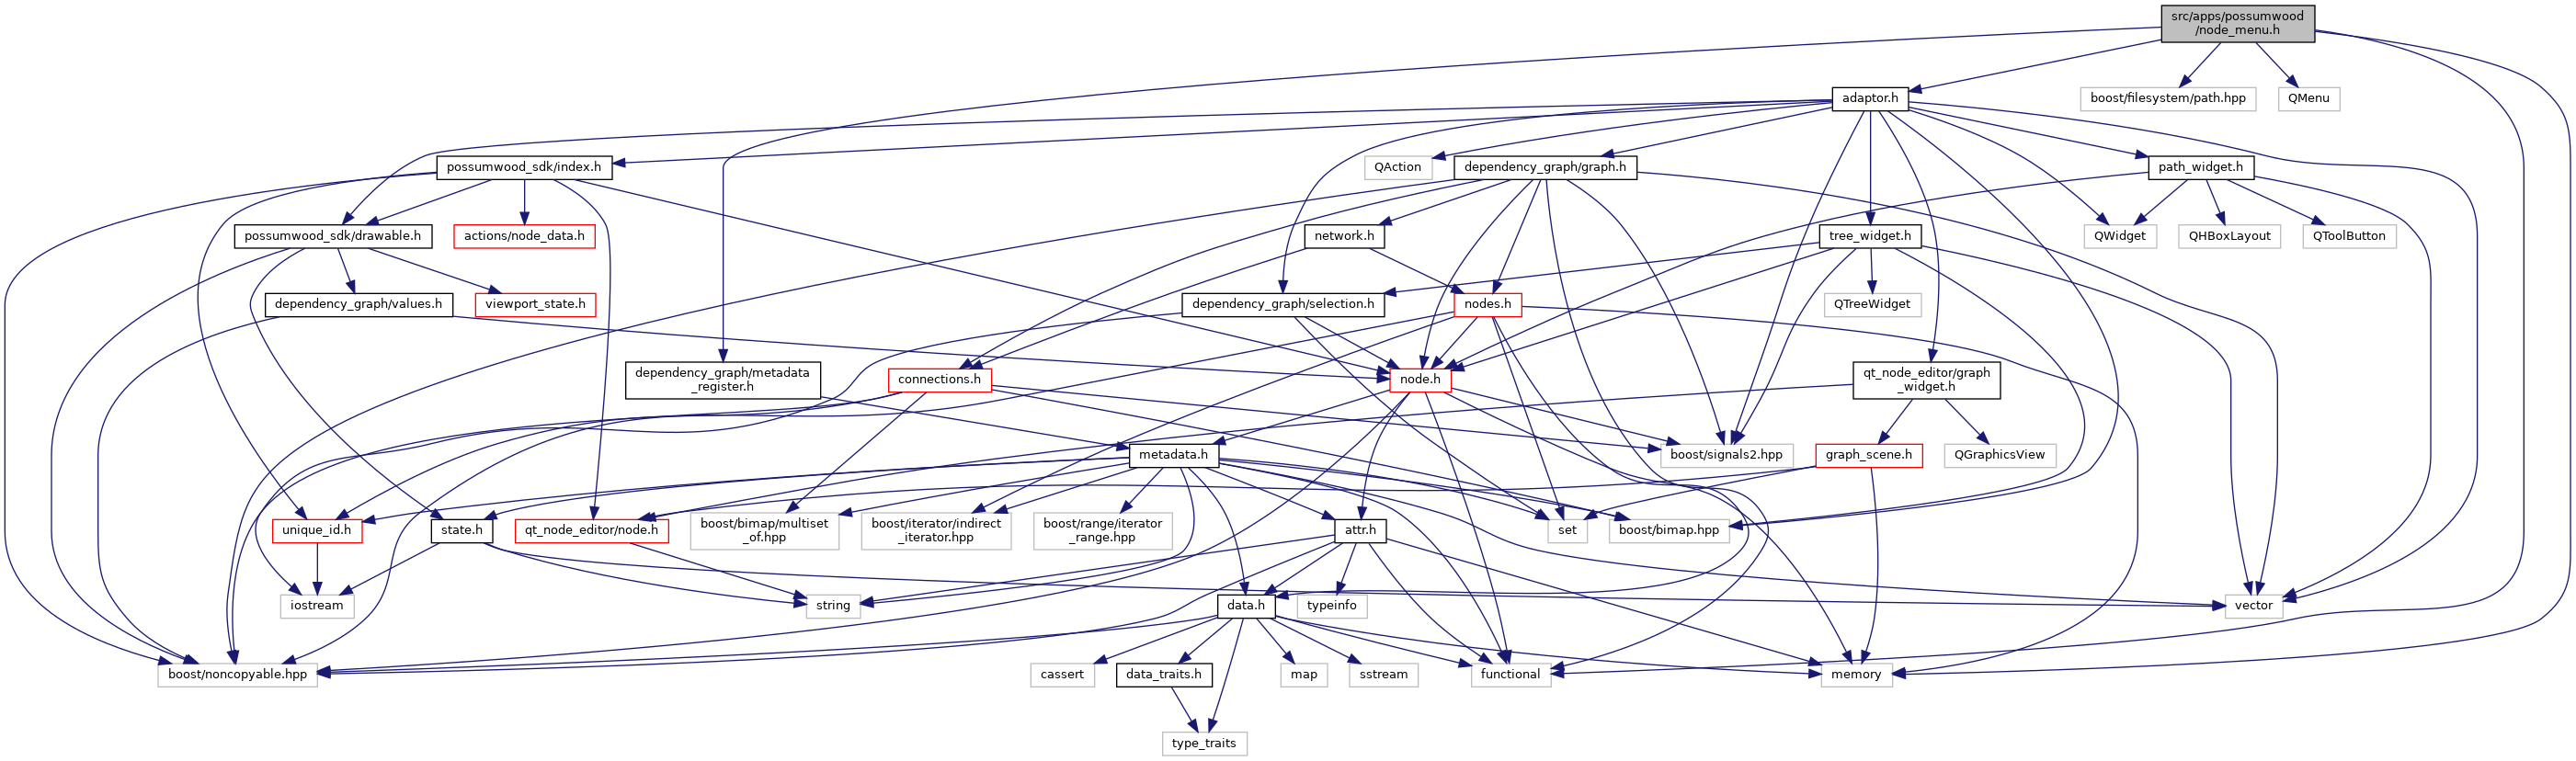 src/apps/possumwood
/node_menu.h
adaptor.h
boost/filesystem/path.hpp
QMenu
possumwood_sdk/index.h
QAction
dependency_graph/graph.h
path_widget.h
possumwood_sdk/drawable.h
actions/node_data.h
network.h
tree_widget.h
QWidget
QHBoxLayout
QToolButton
dependency_graph/values.h
viewport_state.h
dependency_graph/selection.h
nodes.h
QTreeWidget
dependency_graph/metadata
_register.h
connections.h
node.h
qt_node_editor/graph
_widget.h
metadata.h
boost/signals2.hpp
graph_scene.h
QGraphicsView
unique_id.h
state.h
qt_node_editor/node.h
boost/bimap/multiset
_of.hpp
boost/iterator/indirect
_iterator.hpp
boost/range/iterator
_range.hpp
attr.h
set
boost/bimap.hpp
iostream
string
data.h
typeinfo
vector
boost/noncopyable.hpp
cassert
data_traits.h
map
sstream
functional
memory
type_traits